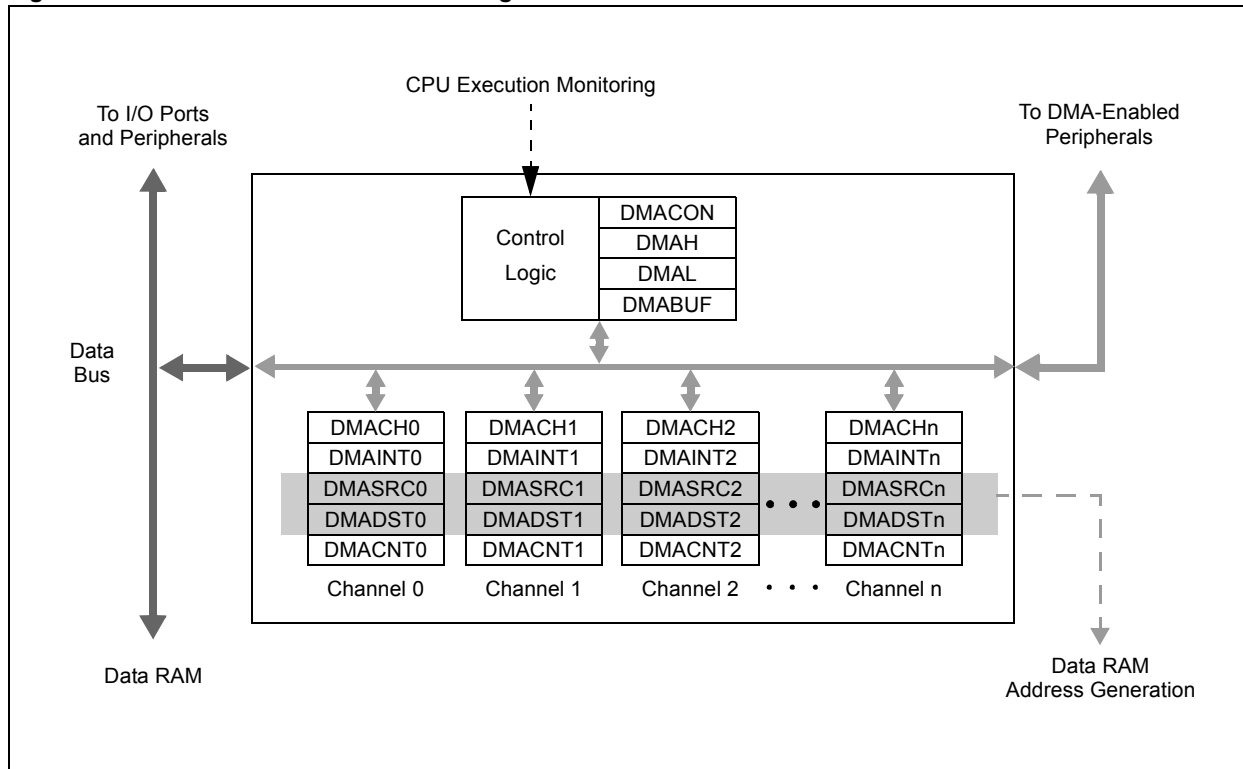 CPU Execution Monitoring
To I/O Ports
and Peripherals
To DMA-Enabled
Peripherals
Control
Logic
DMACON
DMAH
DMAL
DMABUF
Data
Bus
DMACH0
DMAINT0
DMASRC0
DMADST0
DMACNT0
Channel 0
DMACH1
DMAINT1
DMASRC1
DMADST1
DMACNT1
Channel 1
DMACH2
DMAINT2
DMASRC2
DMADST2
DMACNT2
Channel 2
• • •
• • •
DMACHn
DMAINTn
DMASRCn
DMADSTn
DMACNTn
Channel n
Data RAM
Data RAM
Address Generation